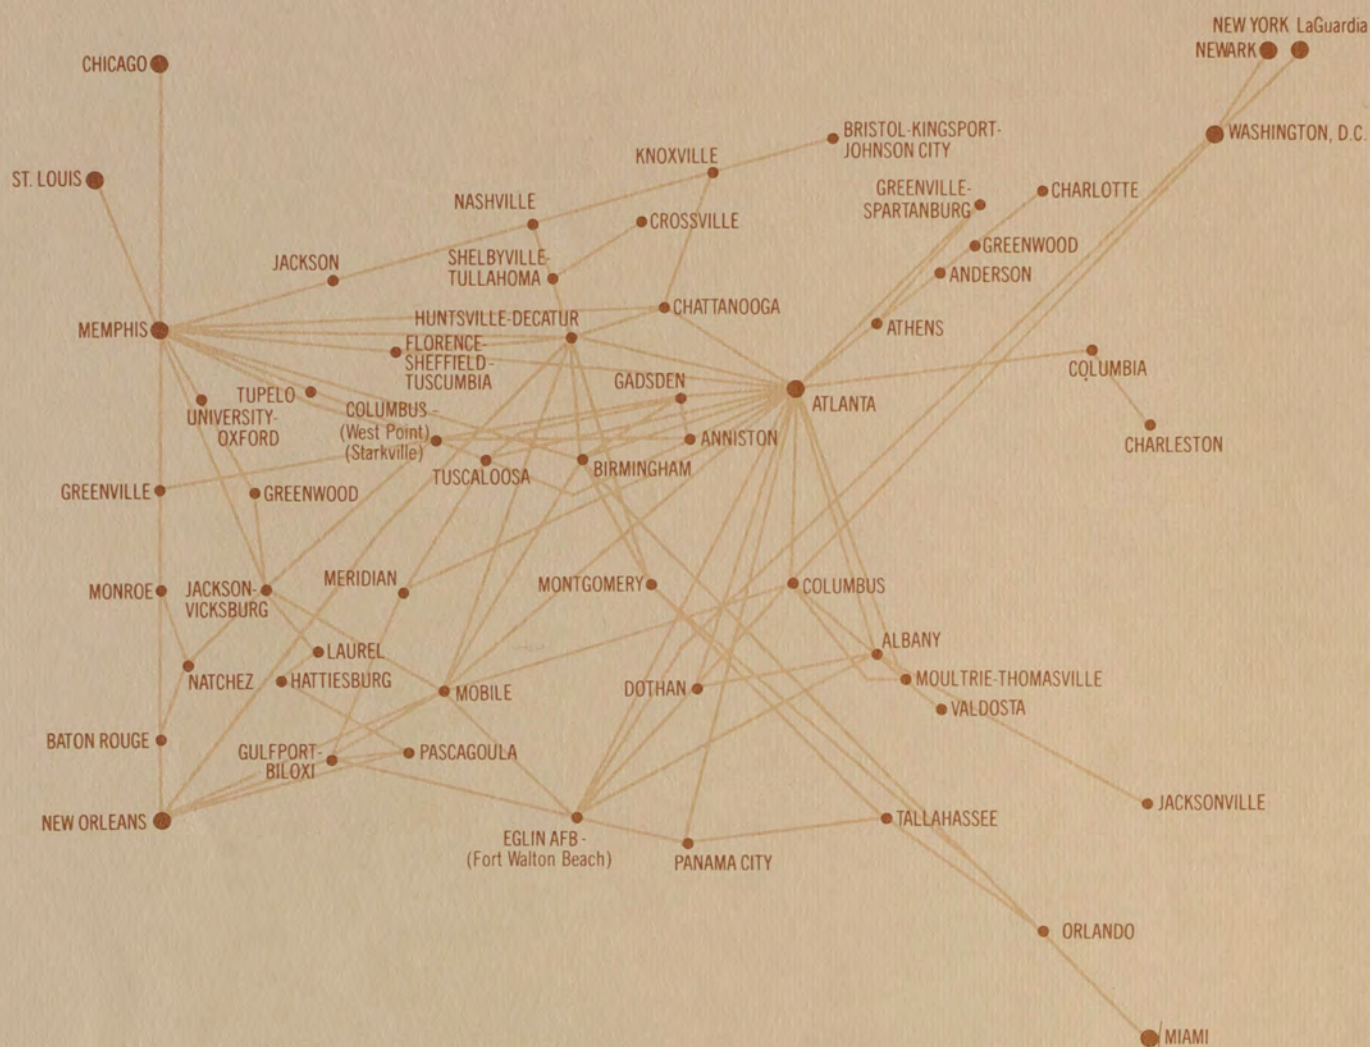 NEW YORK LaGuardia
NEWARK
CHICAGO
WASHINGTON, D.C.
BRISTOL-KINGSPORT-
JOHNSON CITY
KNOXVILLE
ST. LOUIS
GREENVILLE-
SPARTANBURG
CHARLOTTE
NASHVILLE
CROSSVILLE
GREENWOOD
SHELBYVILLE-
TULLAHOMA
JACKSON
ANDERSON
CHATTANOOGA
HUNTSVILLE-DECATUR
MEMPHIS
ATHENS
FLORENCE-
SHEFFIELD-
TUSCUMBIA
COLUMBIA
GADSDEN
TUPELO
ATLANTA
UNIVERSITY-
OXFORD
COLUMBUS -
(West Point)
(Starkville)
ANNISTON
CHARLESTON
TUSCALOOSA
BIRMINGHAM
GREENVILLE
GREENWOOD
MONROE
JACKSON-
VICKSBURG
MERIDIAN
MONTGOMERY
COLUMBUS
ALBANY
LAUREL
NATCHEZ
HATTIESBURG
MOBILE
DOTHAN
MOULTRIE-THOMASVILLE
VALDOSTA
BATON ROUGE
GULFPORT-
BILOXI
PASCAGOULA
NEW ORLEANS
JACKSONVILLE
TALLAHASSEE
EGLIN AFB -
(Fort Walton Beach)
PANAMA CITY
ORLANDO
MIAMI